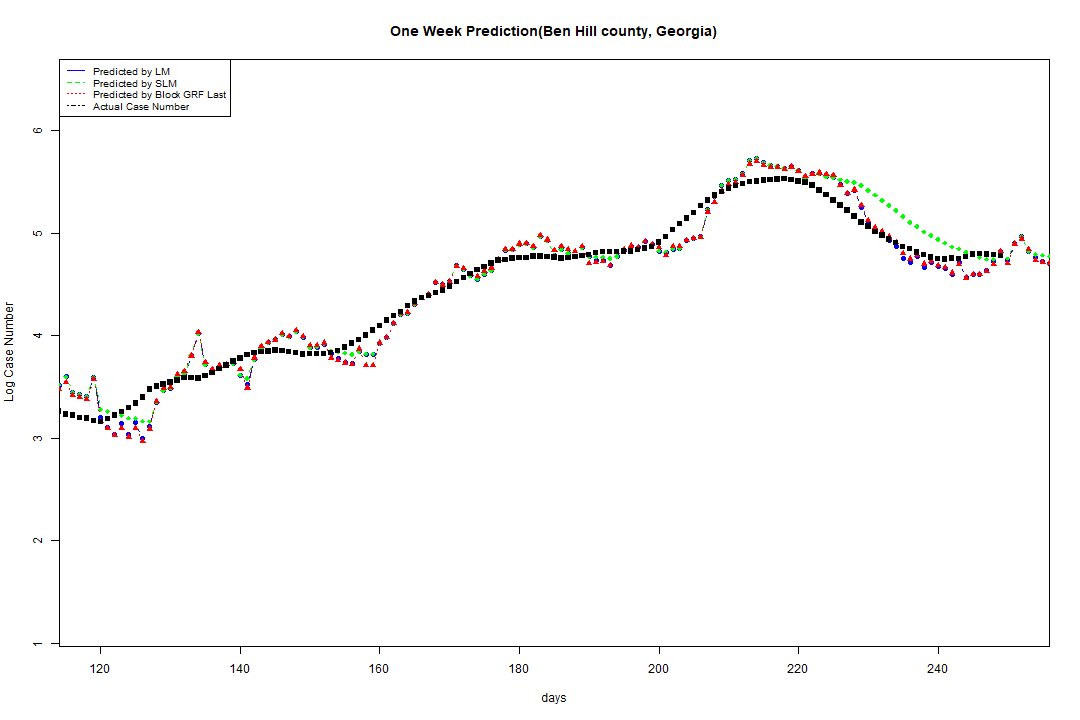 One Week Prediction(Ben Hill county, Georgia)
Predicted by LM
Predicted by SLM
Predicted by Block GRF Last
Actual Case Number
6
5
4
3
2
1
Log Case Number
120 140 160 180 200 220 240
days